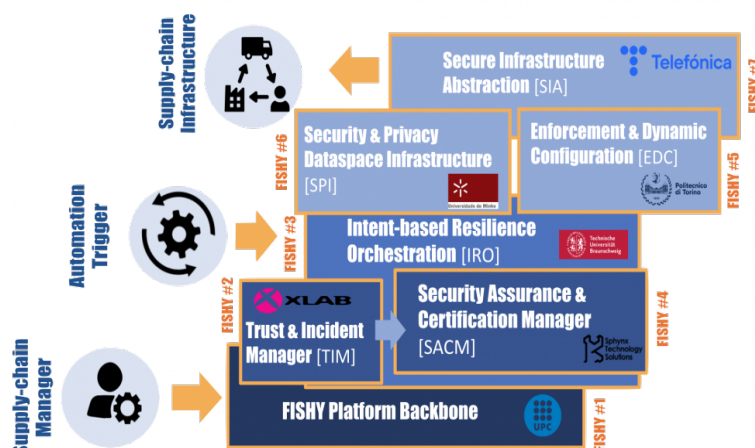 Supply-chain
Infrastructure
Secure Infrastructure
Abstraction [SIA]
Telefónica
FISHY #7
Security & Privacy
Dataspace Infrastructure
[SPI]
Universidade do Minho
FISHY #6
Enforcement & Dynamic
Configuration [EDC]
Politecnico
di Torino
FISHY #5
Automation
Trigger
FISHY #3
Intent-based Resilience
Orchestration [IRO]
Technische
Universität
Braunschweig
FISHY #2
XLAB
Trust & Incident
Manager [TIM]
Security Assurance &
Certification Manager
[SACM]
Sphynx
Technology
Solutions
FISHY #4
Supply-chain
Manager
FISHY Platform Backbone
UPC
FISHY #1